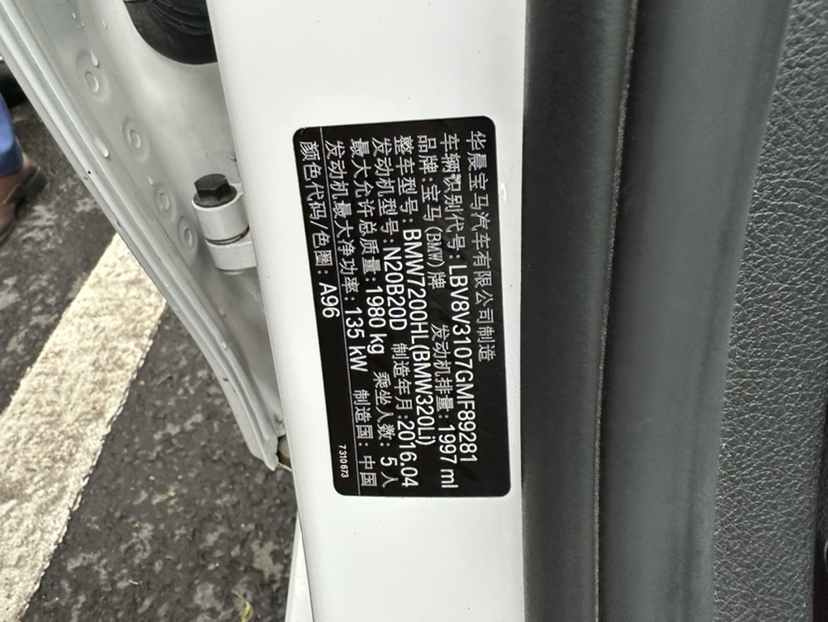 华晨宝马汽车有限公司制造
车辆识别代号: LBV8V3107GMF89281
品牌: 宝马(BMW)牌 发动机排量: 1997 ml
整车型号: BMW7200HL(BMW320Li)
发动机型号: N20B20D 制造年月: 2016.04
最大允许总质量: 1980 kg 乘坐人数: 5 人
发动机最大净功率: 135 kW 制造国: 中国
颜色代码/色圈: A96
7 310 673